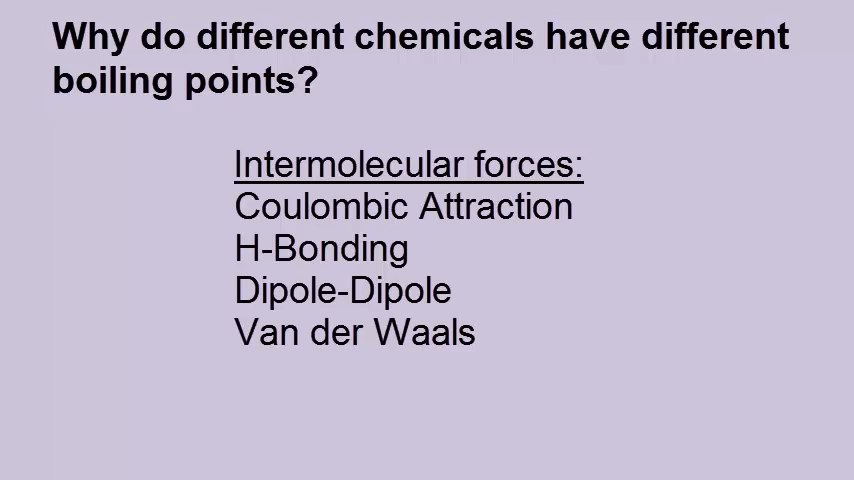 Why do different chemicals have different
boiling points?
Intermolecular forces:
Coulombic Attraction
H-Bonding
Dipole-Dipole
Van der Waals